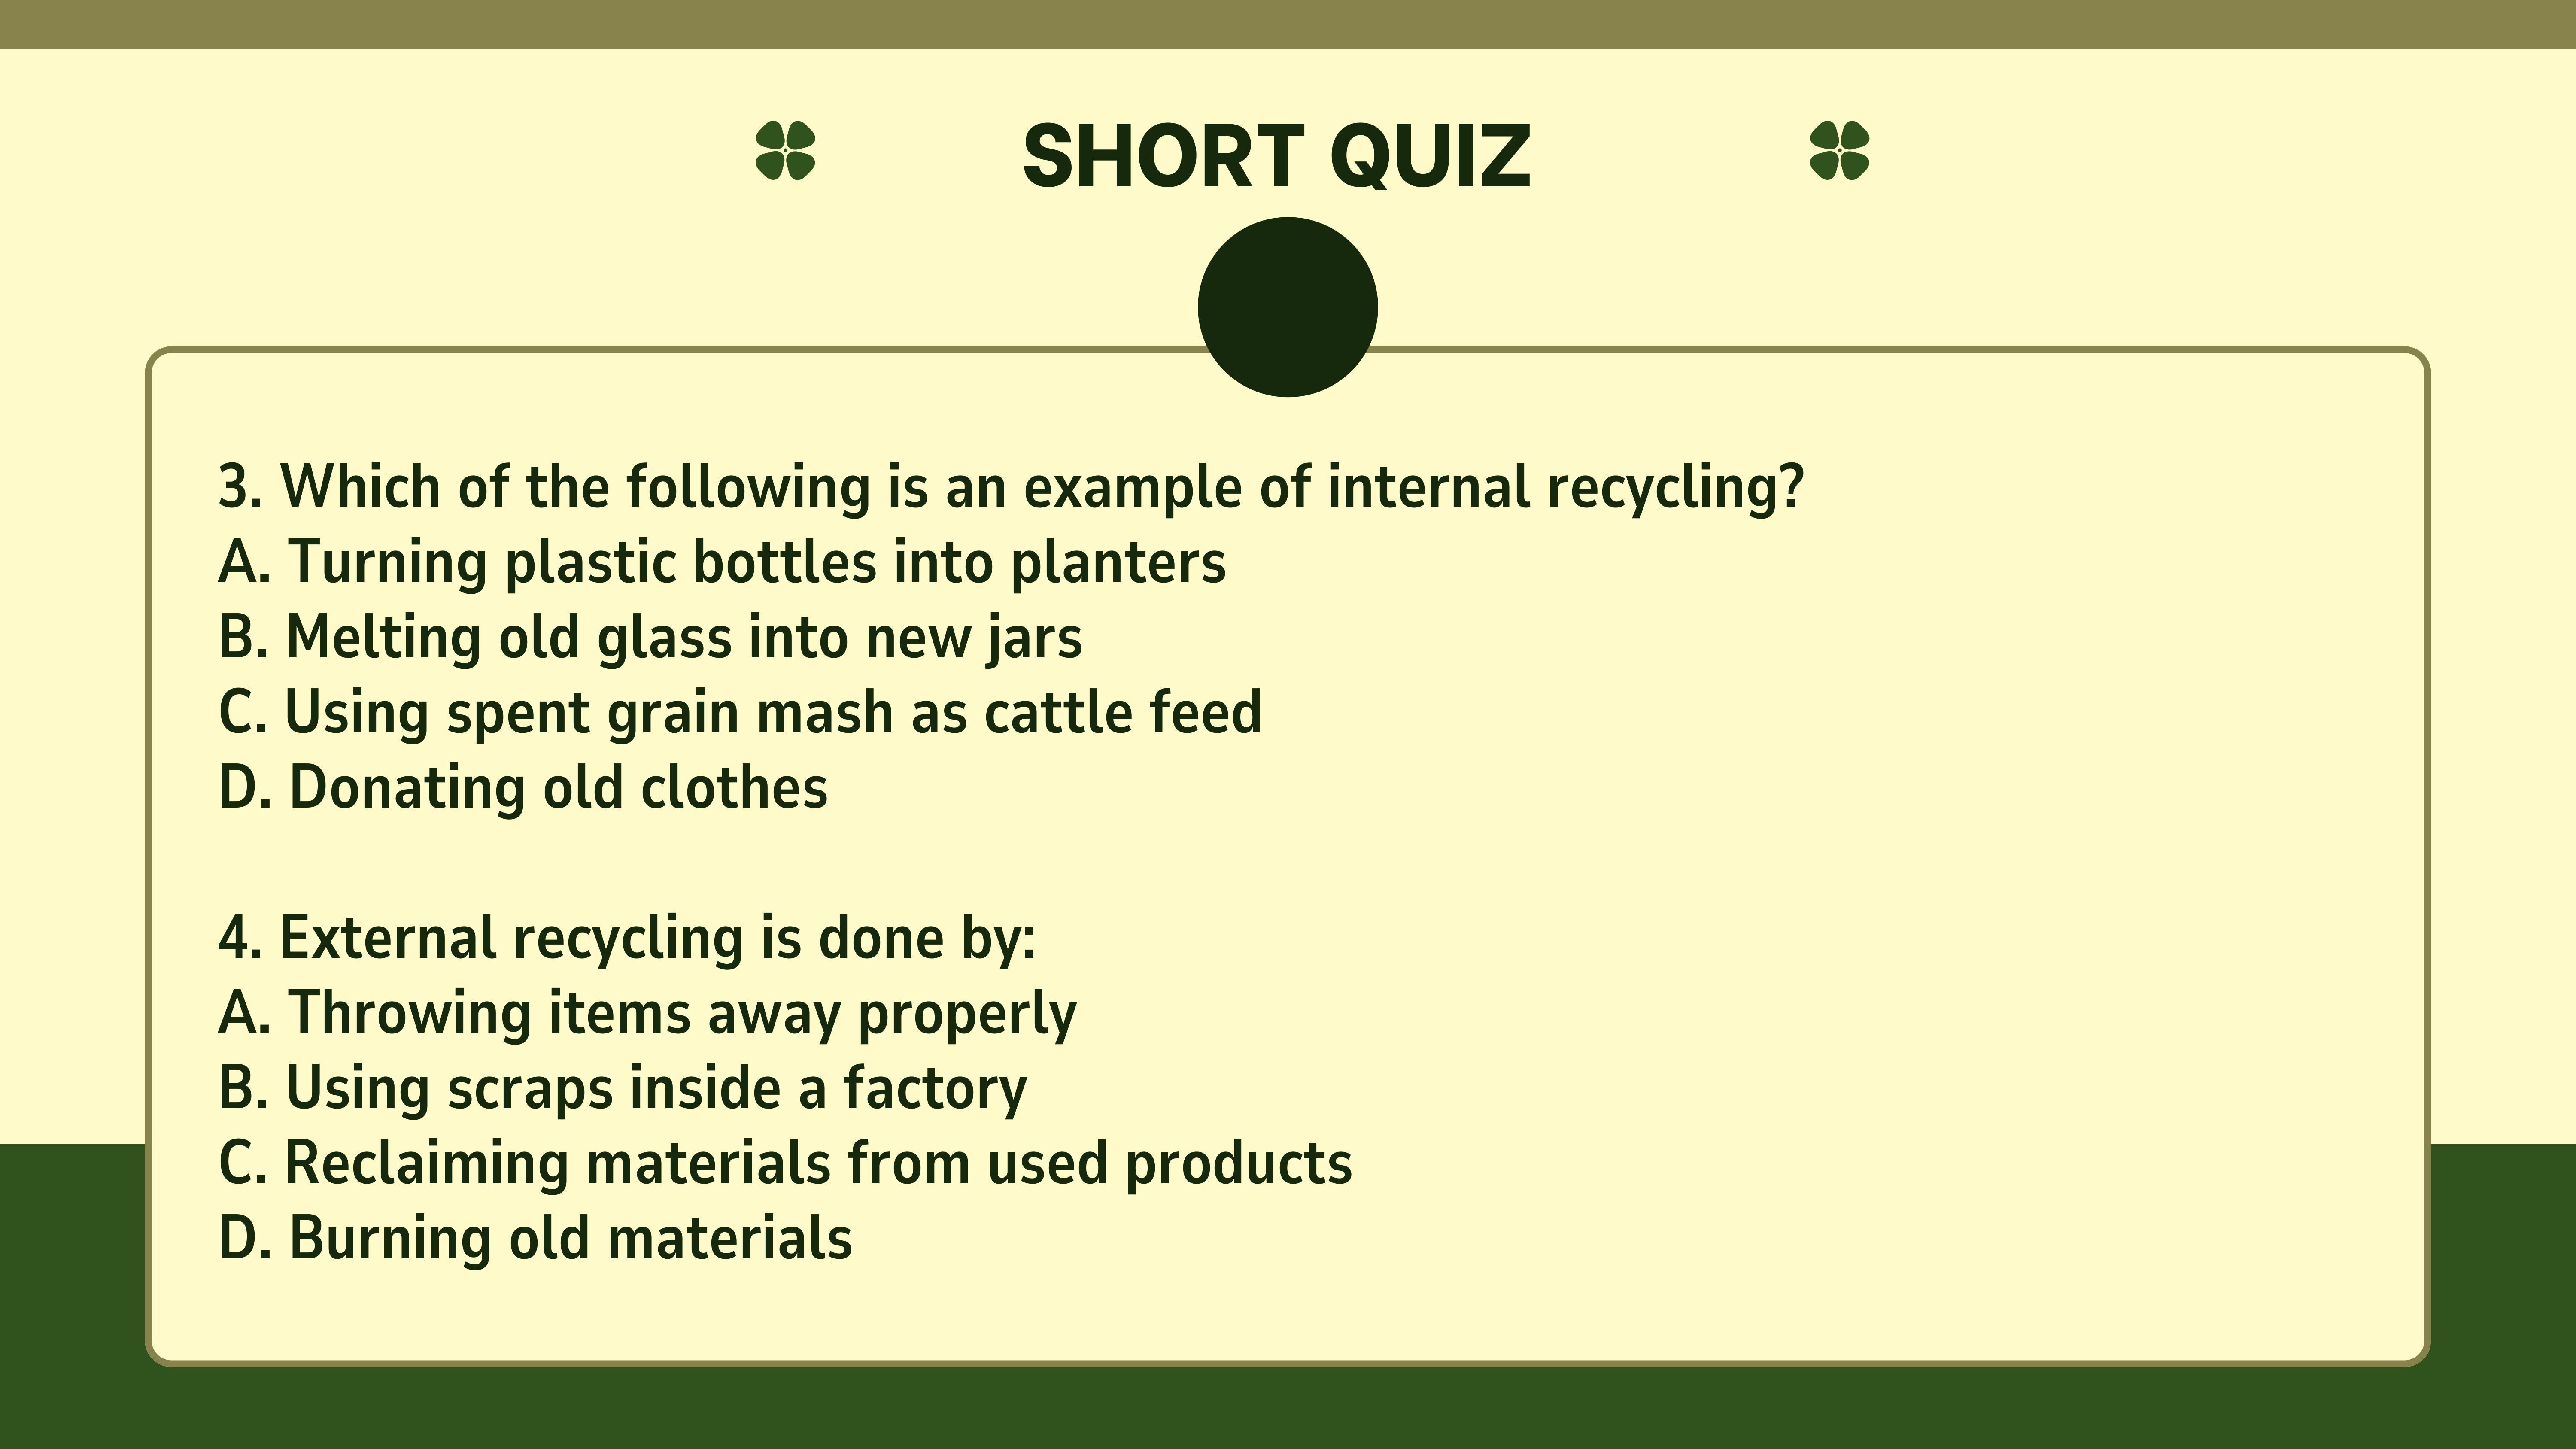 SHORT QUIZ
3. Which of the following is an example of internal recycling?
A. Turning plastic bottles into planters
B. Melting old glass into new jars
C. Using spent grain mash as cattle feed
D. Donating old clothes
4. External recycling is done by:
A. Throwing items away properly
B. Using scraps inside a factory
C. Reclaiming materials from used products
D. Burning old materials